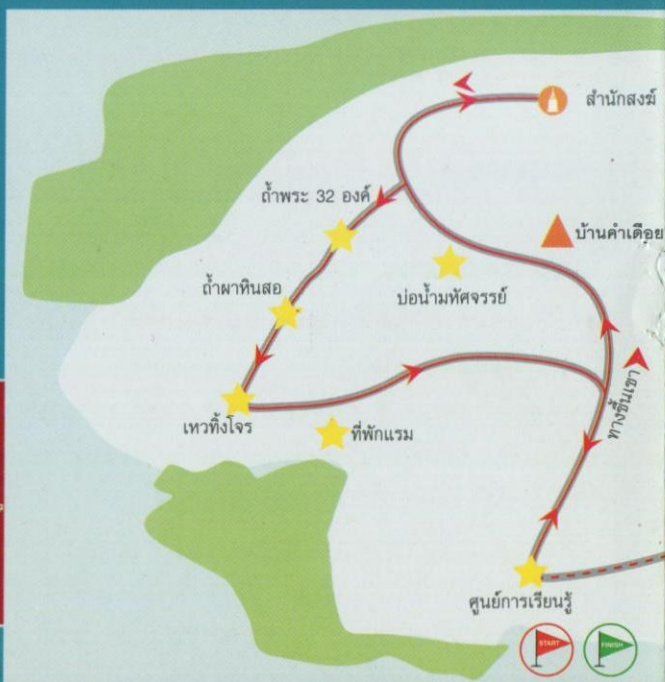 สำนักสงฆ์
ถ้ำพระ 32 องค์
บ้านคำเดือย
บ่อน้ำมหัศจรรย์
ถ้ำผาหินสอ
ทางขึ้นเขา
เหวทิ้งโจร
ที่พักแรม
ศูนย์การเรียนรู้
START
FINISH